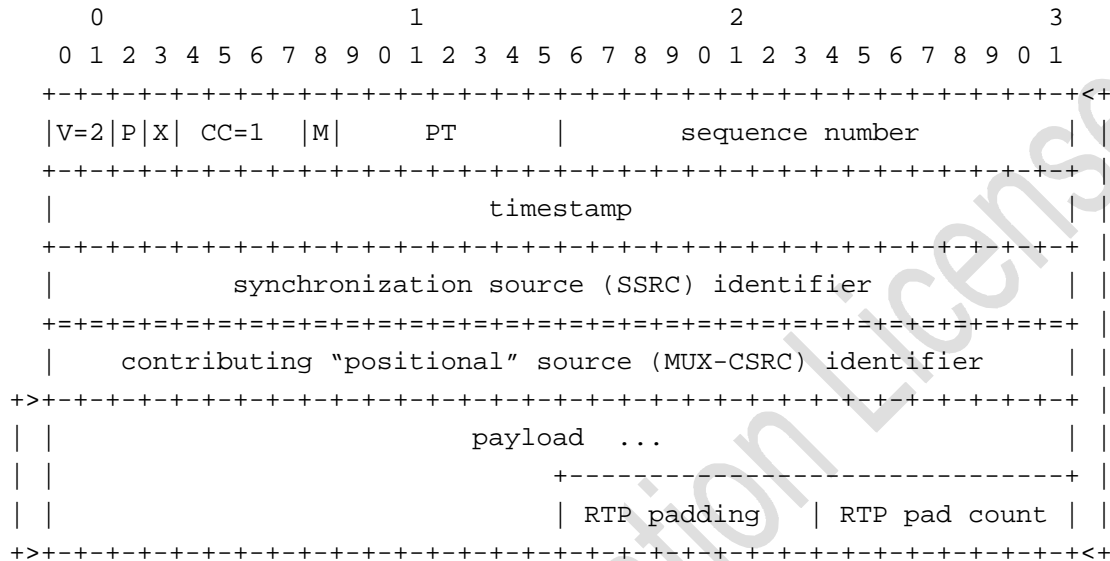 0                   1                   2                   3
   0 1 2 3 4 5 6 7 8 9 0 1 2 3 4 5 6 7 8 9 0 1 2 3 4 5 6 7 8 9 0 1
  +-+-+-+-+-+-+-+-+-+-+-+-+-+-+-+-+-+-+-+-+-+-+-+-+-+-+-+-+-+-+-+-+<+
  |V=2|P|X| CC=1  |M|     PT      |       sequence number         | |
  +-+-+-+-+-+-+-+-+-+-+-+-+-+-+-+-+-+-+-+-+-+-+-+-+-+-+-+-+-+-+-+-+ |
  |                           timestamp                           | |
  +-+-+-+-+-+-+-+-+-+-+-+-+-+-+-+-+-+-+-+-+-+-+-+-+-+-+-+-+-+-+-+-+ |
  |           synchronization source (SSRC) identifier            | |
  +=+=+=+=+=+=+=+=+=+=+=+=+=+=+=+=+=+=+=+=+=+=+=+=+=+=+=+=+=+=+=+=+ |
  |    contributing “positional” source (MUX-CSRC) identifier     | |
+>+-+-+-+-+-+-+-+-+-+-+-+-+-+-+-+-+-+-+-+-+-+-+-+-+-+-+-+-+-+-+-+-+ |
| |                          payload  ...                         | |
| |                               +-------------------------------+ |
| |                               | RTP padding   | RTP pad count | |
+>+-+-+-+-+-+-+-+-+-+-+-+-+-+-+-+-+-+-+-+-+-+-+-+-+-+-+-+-+-+-+-+-+<+
tion License